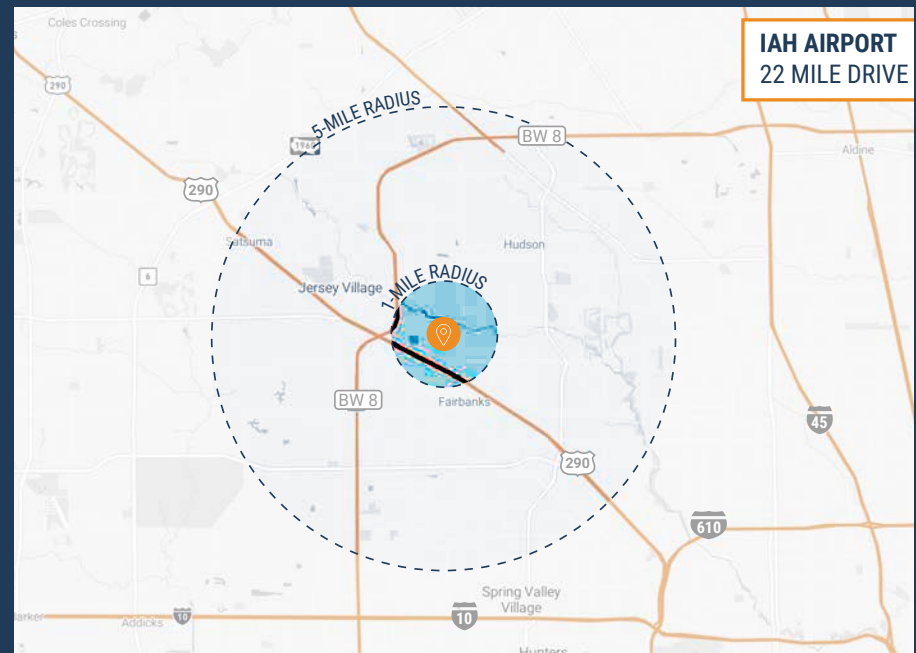 Coles Crossing
IAH AIRPORT
22 MILE DRIVE
290
5-MILE RADIUS
BW 8
1960
Aldine
290
Satsuma
Hudson
6
1-MILE RADIUS
Jersey Village
BW 8
Fairbanks
45
290
610
Spring Valley
Village
10
10
Addicks
Hunters